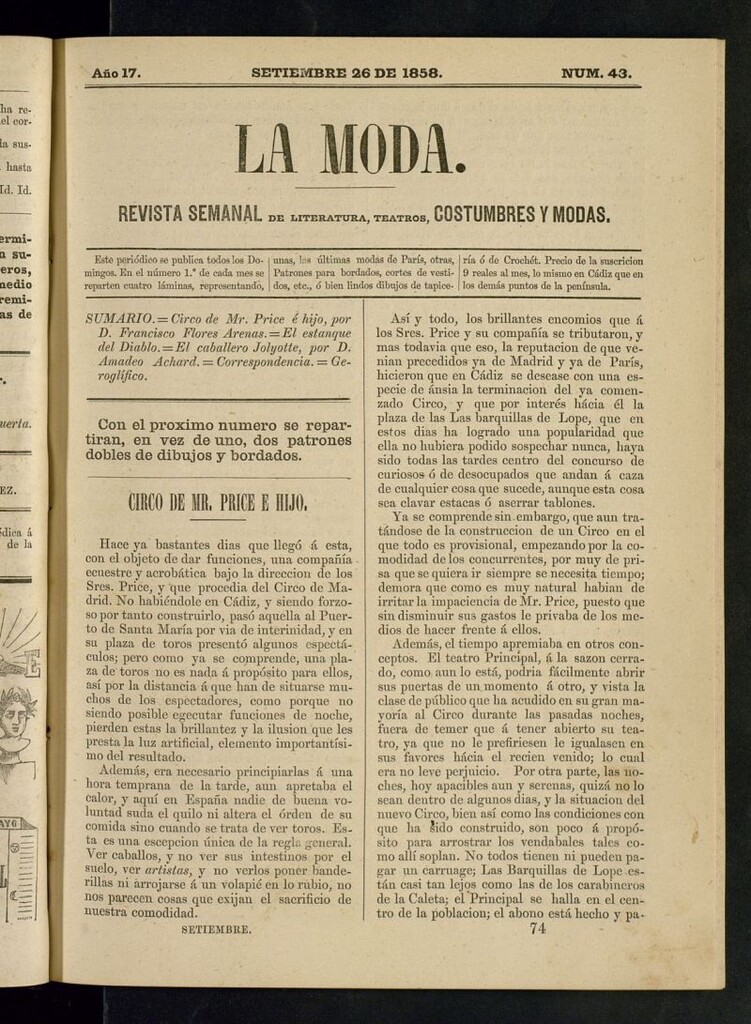 ha re-
el cor-
la sus-
hasta
Id. Id.
ermi-
n su-
eros,
medio
remi-
as de
uerta.
EZ.
dica á
de la
Año 17.
SETIEMBRE 26 DE 1858.
NUM. 43.
LA MODA.
REVISTA SEMANAL DE LITERATURA, TEATROS, COSTUMBRES Y MODAS.
Este periódico se publica todos los Do-
mingos. En el número 1.º de cada mes se
reparten cuatro láminas, representando,
unas, las últimas modas de París, otras,
Patrones para bordados, cortes de vesti-
dos, etc., ó bien lindos dibujos de tapice-
ría ó de Crochét. Precio de la suscricion
9 reales al mes, lo mismo en Cádiz que en
los demás puntos de la península.
SUMARIO.=Circo de Mr. Price é hijo, por
D. Francisco Flores Arenas.=El estanque
del Diablo.=El caballero Jolyotte, por D.
Amadeo Achard.=Correspondencia.=Ge-
roglífico.
Con el proximo numero se repar-
tiran, en vez de uno, dos patrones
dobles de dibujos y bordados.
CIRCO DE MR. PRICE E HIJO.
Hace ya bastantes dias que llegó á esta,
con el objeto de dar funciones, una compañía
ecuestre y acrobática bajo la direccion de los
Sres. Price, y que procedia del Circo de Ma-
drid. No habiéndole en Cádiz, y siendo forzo-
so por tanto construirlo, pasó aquella al Puer-
to de Santa María por via de interinidad, y en
su plaza de toros presentó algunos espectá-
culos; pero como ya se comprende, una pla-
za de toros no es nada á propósito para ellos,
así por la distancia á que han de situarse mu-
chos de los espectadores, como porque no
siendo posible egecutar funciones de noche,
pierden estas la brillantez y la ilusion que les
presta la luz artificial, elemento importantísi-
mo del resultado.
Además, era necesario principiarlas á una
hora temprana de la tarde, aun apretaba el
calor, y aquí en España nadie de buena vo-
luntad suda el quilo ni altera el órden de su
comida sino cuando se trata de ver toros. Es-
ta es una escepcion única de la regla general.
Ver caballos, y no ver sus intestinos por el
suelo, ver artistas, y no verlos poner bande-
rillas ni arrojarse á un volapié en lo rubio, no
nos parecen cosas que exijan el sacrificio de
nuestra comodidad.
SETIEMBRE.
Así y todo, los brillantes encomios que á
los Sres. Price y su compañía se tributaron, y
mas todavia que eso, la reputacion de que ve-
nian precedidos ya de Madrid y ya de París,
hicieron que en Cádiz se desease con una es-
pecie de ánsia la terminacion del ya comen-
zado Circo, y que por interés hácia él la
plaza de las Las barquillas de Lope, que en
estos dias ha logrado una popularidad que
ella no hubiera podido sospechar nunca, haya
sido todas las tardes centro del concurso de
curiosos ó de desocupados que andan á caza
de cualquier cosa que sucede, aunque esta cosa
sea clavar estacas ó aserrar tablones.
Ya se comprende sin embargo, que aun tra-
tándose de la construccion de un Circo en el
que todo es provisional, empezando por la co-
modidad de los concurrentes, por muy de pri-
sa que se quiera ir siempre se necesita tiempo;
demora que como es muy natural habian de
irritar la impaciencia de Mr. Price, puesto que
sin disminuir sus gastos le privaba de los me-
dios de hacer frente á ellos.
Además, el tiempo apremiaba en otros con-
ceptos. El teatro Principal, á la sazon cerra-
do, como aun lo está, podria fácilmente abrir
sus puertas de un momento á otro, y vista la
clase de público que ha acudido en su gran ma-
yoría al Circo durante las pasadas noches,
fuera de temer que á tener abierto su tea-
tro, ya que no le prefiriesen le igualasen en
sus favores hácia el recien venido; lo cual
era no leve perjuicio. Por otra parte, las no-
ches, hoy apacibles aun y serenas, quizá no lo
sean dentro de algunos dias, y la situacion del
nuevo Circo, bien así como las condiciones con
que ha sido construido, son poco á propó-
sito para arrostrar los vendabales tales co-
mo allí soplan. No todos tienen ni pueden pa-
gar un carruage; Las Barquillas de Lope es-
tán casi tan lejos como las de los carabineros
de la Caleta; el Principal se halla en el cen-
tro de la poblacion; el abono está hecho y pa-
74